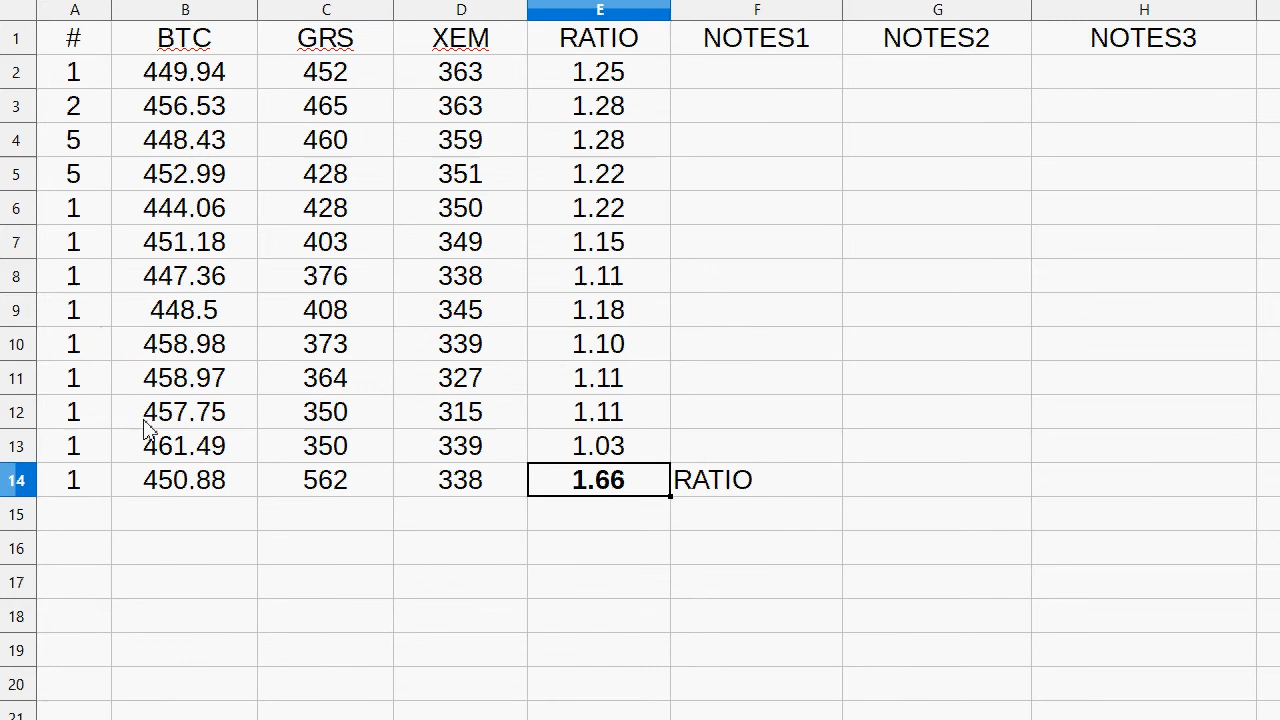 A B C D E F G H
1 # BTC GRS XEM RATIO NOTES1 NOTES2 NOTES3
2 1 449.94 452 363 1.25
3 2 456.53 465 363 1.28
4 5 448.43 460 359 1.28
5 5 452.99 428 351 1.22
6 1 444.06 428 350 1.22
7 1 451.18 403 349 1.15
8 1 447.36 376 338 1.11
9 1 448.5 408 345 1.18
10 1 458.98 373 339 1.10
11 1 458.97 364 327 1.11
12 1 457.75 350 315 1.11
13 1 461.49 350 339 1.03
14 1 450.88 562 338 1.66 RATIO
15
16
17
18
19
20
21